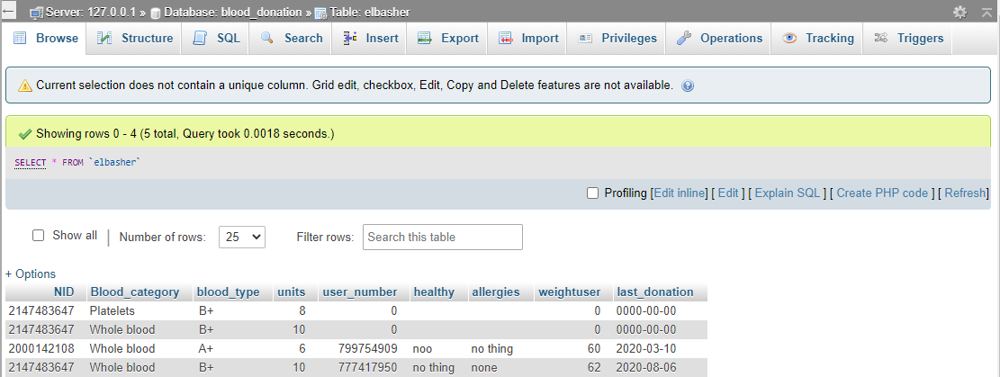 Server: 127.0.0.1 » Database: blood_donation » Table: elbasher
Browse Structure SQL Search Insert Export Import Privileges Operations Tracking Triggers
Current selection does not contain a unique column. Grid edit, checkbox, Edit, Copy and Delete features are not available.
Showing rows 0 - 4 (5 total, Query took 0.0018 seconds.)
SELECT * FROM `elbasher`
Profiling [Edit inline] [ Edit ] [ Explain SQL ] [ Create PHP code ] [ Refresh]
Show all | Number of rows: 25 Filter rows: Search this table
+ Options
NID Blood_category blood_type units user_number healthy allergies weightuser last_donation
2147483647 Platelets B+ 8 0 0 0000-00-00
2147483647 Whole blood B+ 10 0 0 0000-00-00
2000142108 Whole blood A+ 6 799754909 noo no thing 60 2020-03-10
2147483647 Whole blood B+ 10 777417950 no thing none 62 2020-08-06